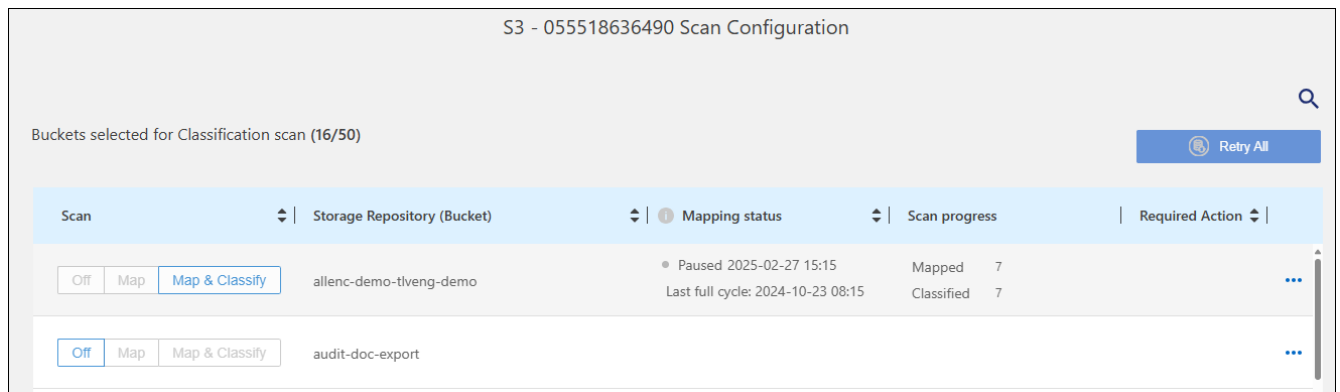 S3 - 055518636490 Scan Configuration
Buckets selected for Classification scan (16/50)
Retry All
Scan Storage Repository (Bucket) Mapping status Scan progress Required Action
Off Map Map & Classify allenc-demo-tlveng-demo Paused 2025-02-27 15:15 Mapped 7
Last full cycle: 2024-10-23 08:15 Classified 7
Off Map Map & Classify audit-doc-export